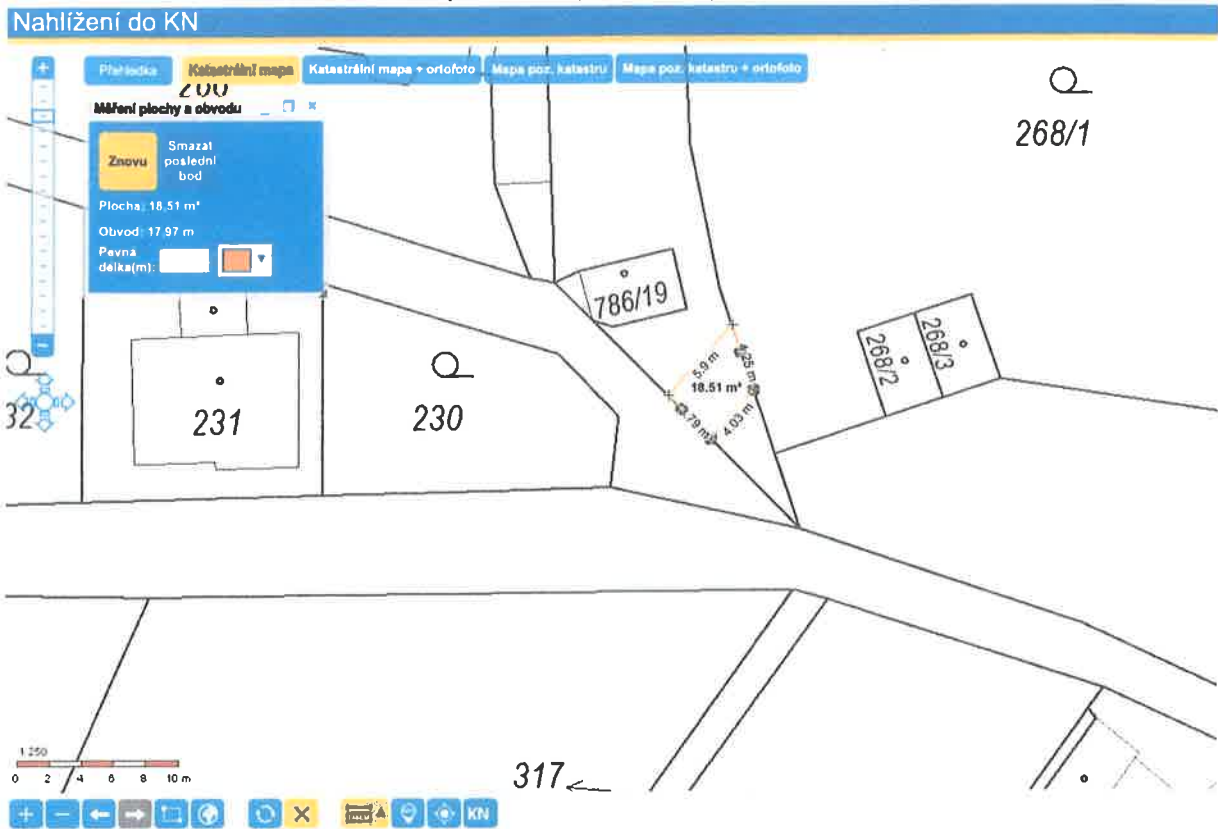 Nahlížení do KN
Přehledka
Katastrální mapa
Katastrální mapa + ortofoto
Mapa poz. katastru
Mapa poz. katastru + ortofoto
Měření plochy a obvodu
Znovu
Smazat
poslední
bod
Plocha: 18,51 m²
Obvod: 17,97 m
Pevná
délka(m):
268/1
786/19
268/2
268/3
5.9 m
4.25 m
18.51 m²
3.79 m
4.03 m
231
230
32
317
1:250
0 2 4 6 8 10 m
KN